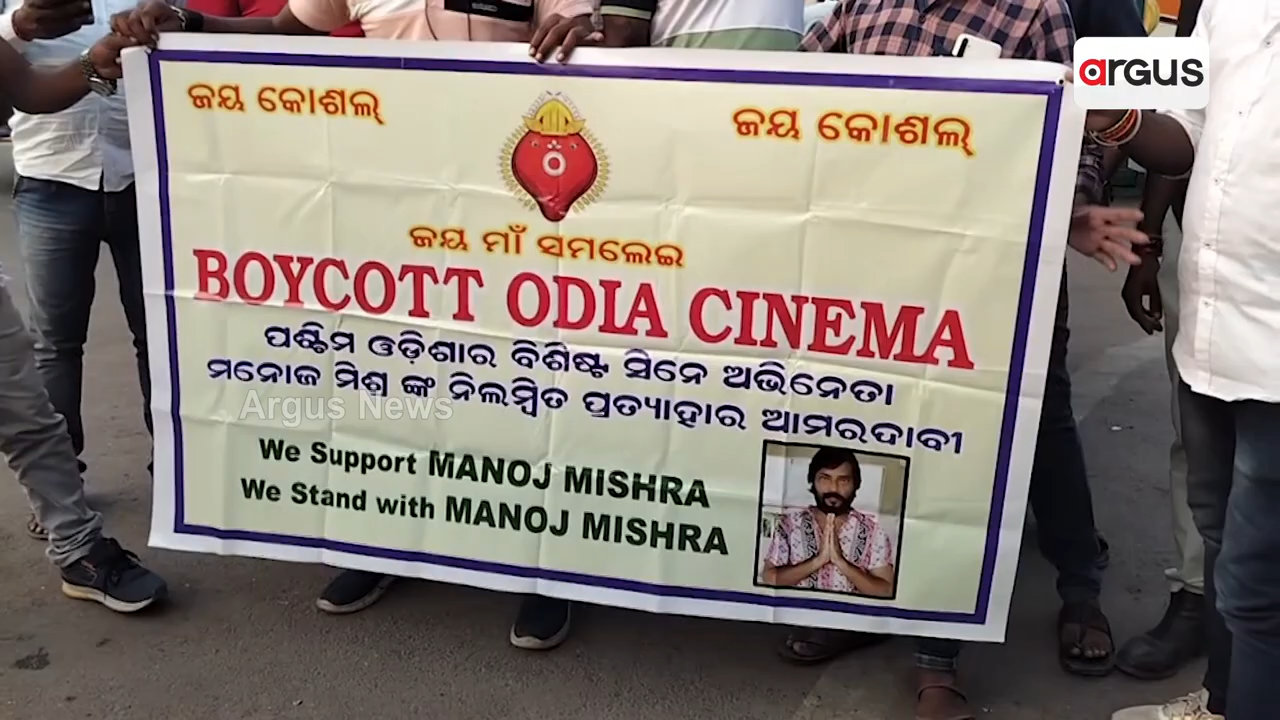 argus
ଜୟ କୋଶଲ୍
ଜୟ କୋଶଲ୍
ଜୟ ମାଁ ସମଲେଇ
BOYCOTT ODIA CINEMA
ପଶ୍ଚିମ ଓଡ଼ିଶାର ବିଶିଷ୍ଟ ସିନେ ଅଭିନେତା
ମନୋଜ ମିଶ୍ର ଙ୍କ ନିଲମ୍ବିତ ପ୍ରତ୍ୟାହାର ଆମରଦାବୀ
Argus News
We Support MANOJ MISHRA
We Stand with MANOJ MISHRA